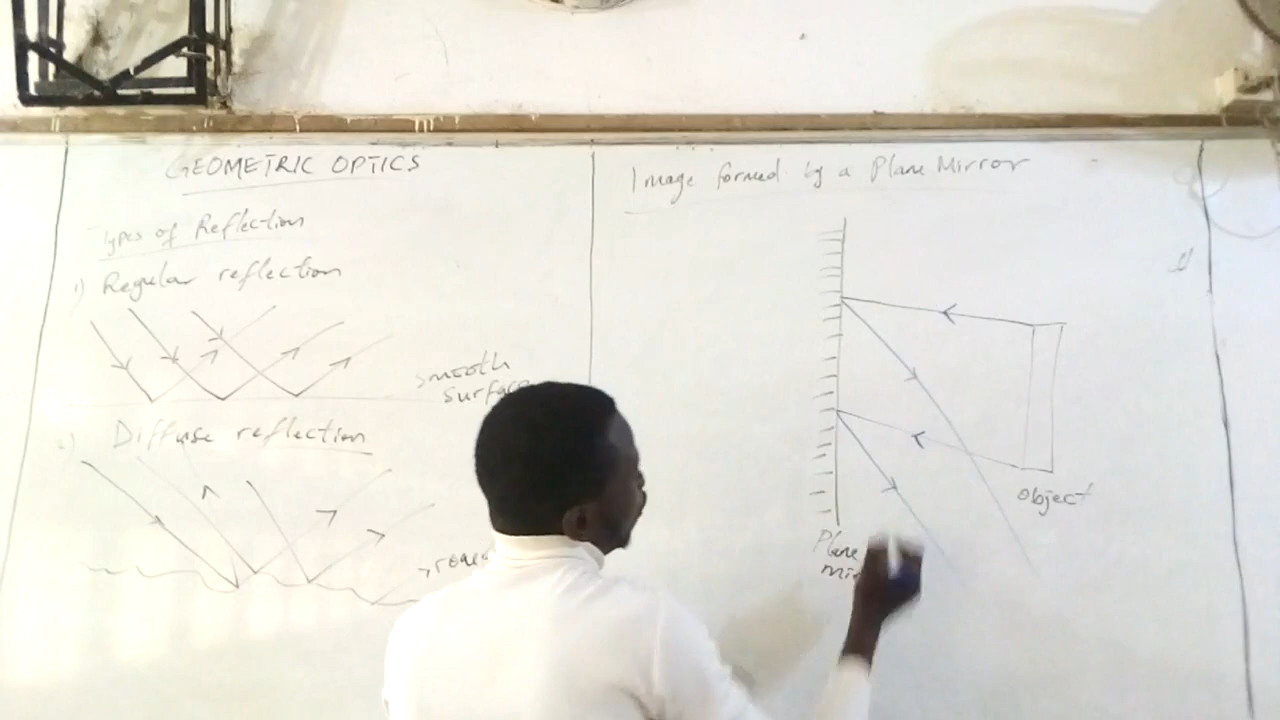 GEOMETRIC OPTICS
Types of Reflection
1) Regular reflection
smooth
surface
2) Diffuse reflection
Image formed by a Plane Mirror
Object
Plane